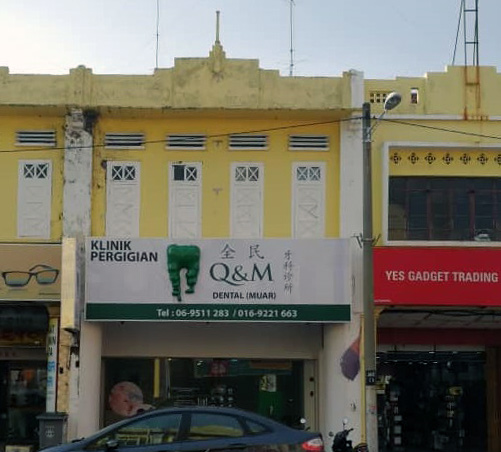 KLINIK
PERGIGIAN
全民
Q&M
牙科诊所
DENTAL (MUAR)
Tel : 06-9511 283 / 016-9221 663
YES GADGET TRADING